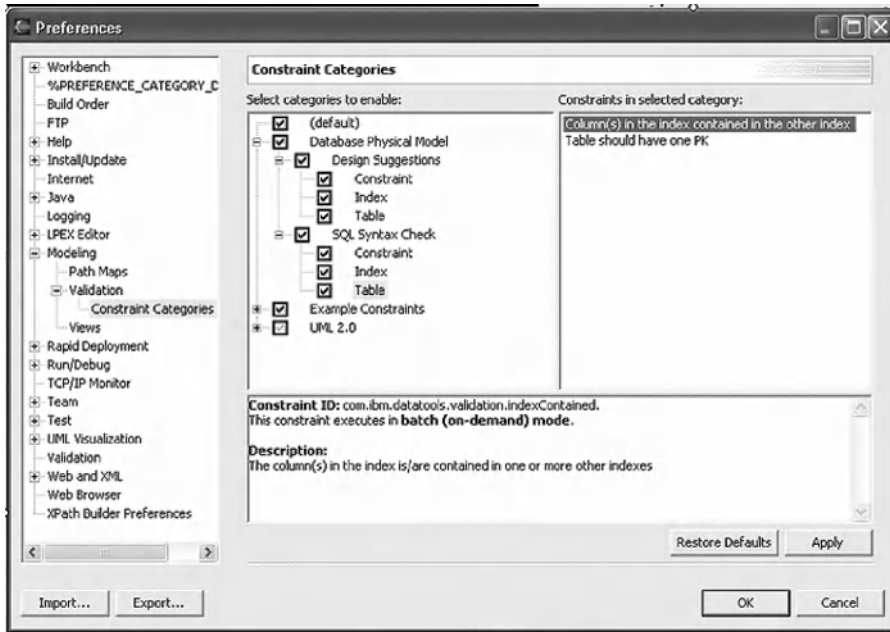 Preferences
Workbench
%PREFERENCE_CATEGORY_D
Build Order
FTP
Help
Install/Update
Internet
Java
Logging
LPEX Editor
Modeling
Path Maps
Validation
Constraint Categories
Views
Rapid Deployment
Run/Debug
TCP/IP Monitor
Team
Test
UML Visualization
Validation
Web and XML
Web Browser
XPath Builder Preferences
Constraint Categories
Select categories to enable:
(default)
Database Physical Model
Design Suggestions
Constraint
Index
Table
SQL Syntax Check
Constraint
Index
Table
Example Constraints
UML 2.0
Constraints in selected category:
Column(s) in the index contained in the other index
Table should have one PK
Constraint ID: com.ibm.datatools.validation.indexContained.
This constraint executes in batch (on-demand) mode.
Description:
The column(s) in the index is/are contained in one or more other indexes
Restore Defaults
Apply
Import...
Export...
OK
Cancel